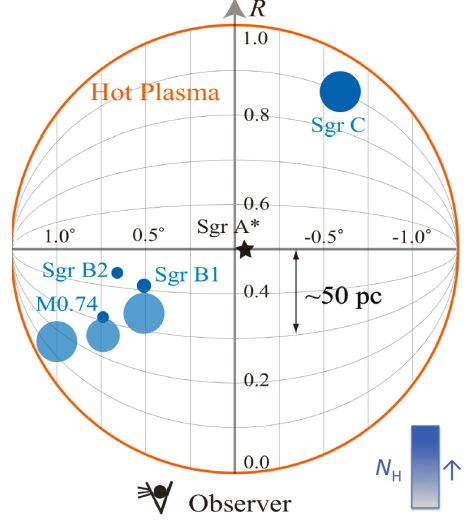 R
1.0
Hot Plasma
0.8
Sgr C
0.6
Sgr A*
1.0° 0.5° -0.5° -1.0°
Sgr B2 Sgr B1
0.4 ~50 pc
M0.74
0.2
0.0
NH ↑
Observer